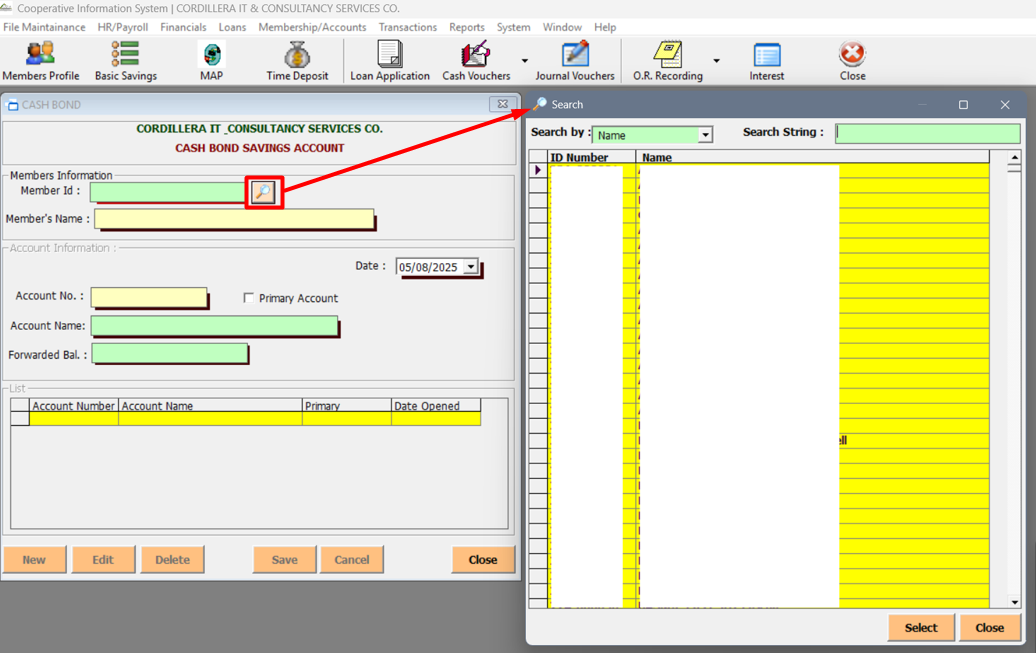 Cooperative Information System | CORDILLERA IT & CONSULTANCY SERVICES CO.
File Maintainance HR/Payroll Financials Loans Membership/Accounts Transactions Reports System Window Help
Members Profile Basic Savings MAP Time Deposit Loan Application Cash Vouchers Journal Vouchers O.R. Recording Interest Close
CASH BOND
CORDILLERA IT _CONSULTANCY SERVICES CO.
CASH BOND SAVINGS ACCOUNT
Members Information
Member Id :
Member's Name :
Account Information :
Date : 05/08/2025
Account No. : Primary Account
Account Name:
Forwarded Bal. :
List
Account Number Account Name Primary Date Opened
New Edit Delete Save Cancel Close
Search
Search by : Name Search String :
ID Number Name
ell
Select Close